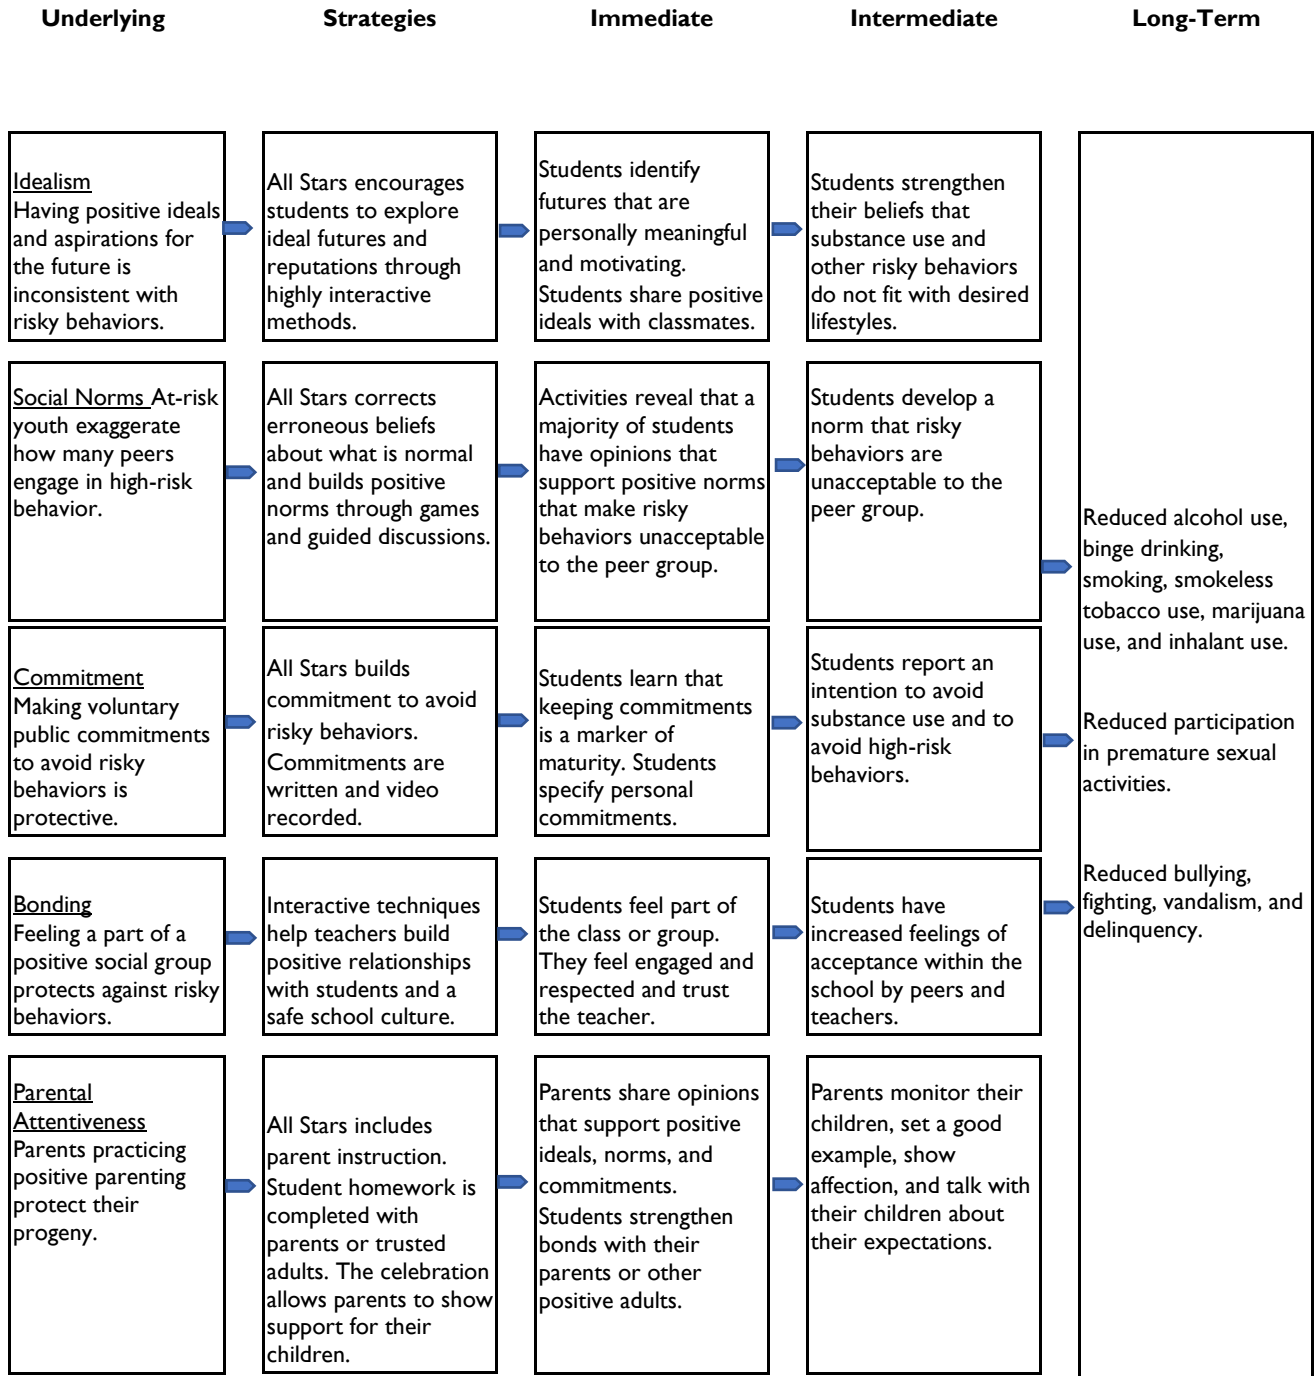 Underlying
Strategies
Immediate
Intermediate
Long-Term
Idealism
Having positive ideals
and aspirations for
the future is
inconsistent with
risky behaviors.
All Stars encourages
students to explore
ideal futures and
reputations through
highly interactive
methods.
Students identify
futures that are
personally meaningful
and motivating.
Students share positive
ideals with classmates.
Students strengthen
their beliefs that
substance use and
other risky behaviors
do not fit with desired
lifestyles.
Social Norms At-risk
youth exaggerate
how many peers
engage in high-risk
behavior.
All Stars corrects
erroneous beliefs
about what is normal
and builds positive
norms through games
and guided discussions.
Activities reveal that a
majority of students
have opinions that
support positive norms
that make risky
behaviors unacceptable
to the peer group.
Students develop a
norm that risky
behaviors are
unacceptable to the
peer group.
Commitment
Making voluntary
public commitments
to avoid risky
behaviors is
protective.
All Stars builds
commitment to avoid
risky behaviors.
Commitments are
written and video
recorded.
Students learn that
keeping commitments
is a marker of
maturity. Students
specify personal
commitments.
Students report an
intention to avoid
substance use and to
avoid high-risk
behaviors.
Bonding
Feeling a part of a
positive social group
protects against risky
behaviors.
Interactive techniques
help teachers build
positive relationships
with students and a
safe school culture.
Students feel part of
the class or group.
They feel engaged and
respected and trust
the teacher.
Students have
increased feelings of
acceptance within the
school by peers and
teachers.
Parental
Attentiveness
Parents practicing
positive parenting
protect their
progeny.
All Stars includes
parent instruction.
Student homework is
completed with
parents or trusted
adults. The celebration
allows parents to show
support for their
children.
Parents share opinions
that support positive
ideals, norms, and
commitments.
Students strengthen
bonds with their
parents or other
positive adults.
Parents monitor their
children, set a good
example, show
affection, and talk with
their children about
their expectations.
Reduced alcohol use,
binge drinking,
smoking, smokeless
tobacco use, marijuana
use, and inhalant use.
Reduced participation
in premature sexual
activities.
Reduced bullying,
fighting, vandalism, and
delinquency.